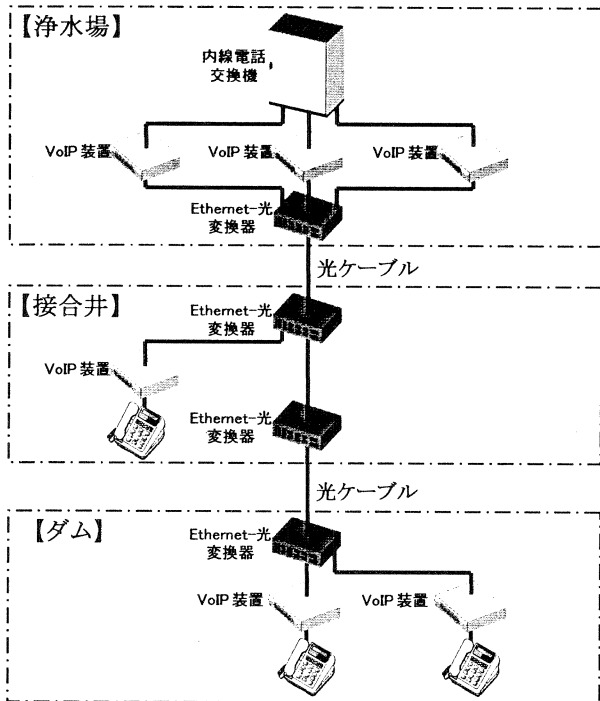 【浄水場】
内線電話
交換機
VoIP 装置
VoIP 装置
VoIP 装置
Ethernet-光
変換器
光ケーブル
【接合井】
Ethernet-光
変換器
VoIP 装置
Ethernet-光
変換器
光ケーブル
【ダム】
Ethernet-光
変換器
VoIP 装置
VoIP 装置